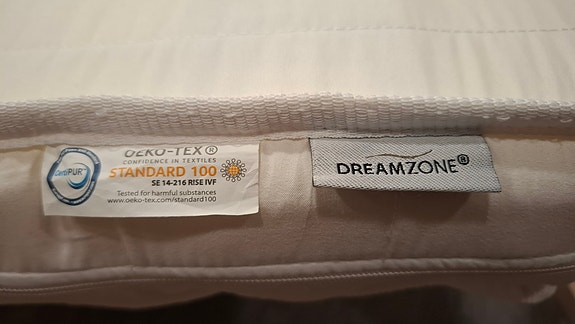 OEKO-TEX®
CONFIDENCE IN TEXTILES
STANDARD 100
SE 14-216 RISE IVF
Tested for harmful substances
www.oeko-tex.com/standard100
CertiPUR
DREAMZONE®